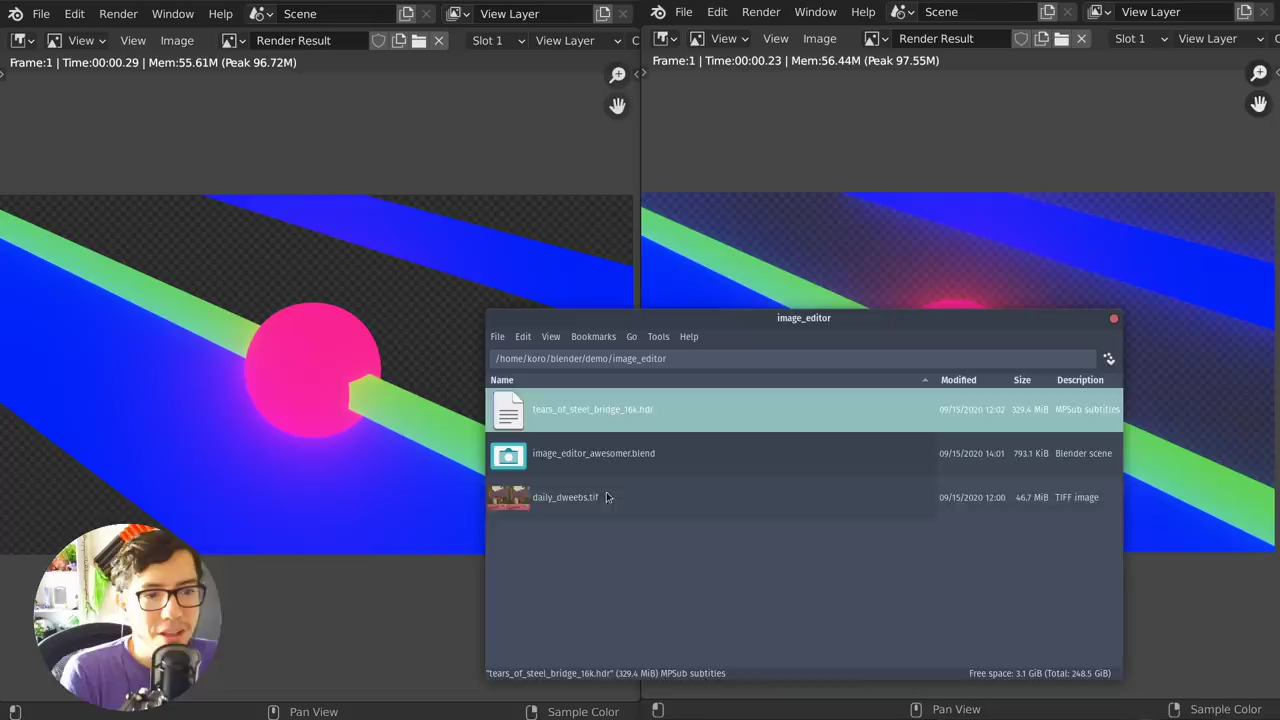 File Edit Render Window Help Scene View Layer
View View Image Render Result Slot 1 View Layer C
Frame:1 | Time:00:00.29 | Mem:55.61M (Peak 96.72M)
File Edit Render Window Help Scene View Layer
View View Image Render Result Slot 1 View Layer
Frame:1 | Time:00:00.23 | Mem:56.44M (Peak 97.55M)
image_editor
File Edit View Bookmarks Go Tools Help
/home/koro/blender/demo/image_editor
Name Modified Size Description
tears_of_steel_bridge_16k.hdr 09/15/2020 12:02 329.4 MiB MPSub subtitles
image_editor_awesomer.blend 09/15/2020 14:01 793.1 KiB Blender scene
daily_dweebs.tif 09/15/2020 12:00 46.7 MiB TIFF image
"tears_of_steel_bridge_16k.hdr" (329.4 MiB) MPSub subtitles Free space: 3.1 GiB (Total: 248.5 GiB)
Pan View Sample Color
Pan View Sample Color